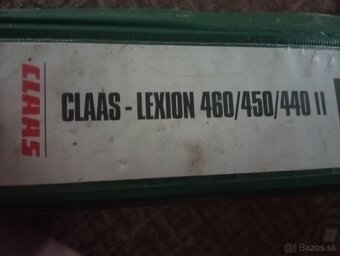 CLAAS
CLAAS - LEXION 460/450/440 II
Bazos.sk